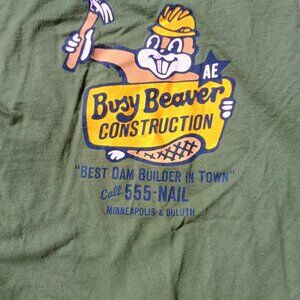 AE
Busy Beaver
CONSTRUCTION
"BEST DAM BUILDER IN TOWN"
Call 555-NAIL
MINNEAPOLIS & DULUTH